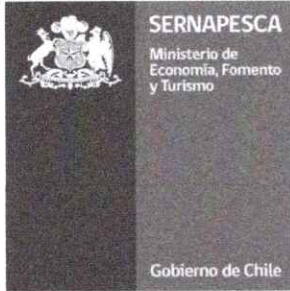 SERNAPESCA
Ministerio de
Economía, Fomento
y Turismo
Gobierno de Chile